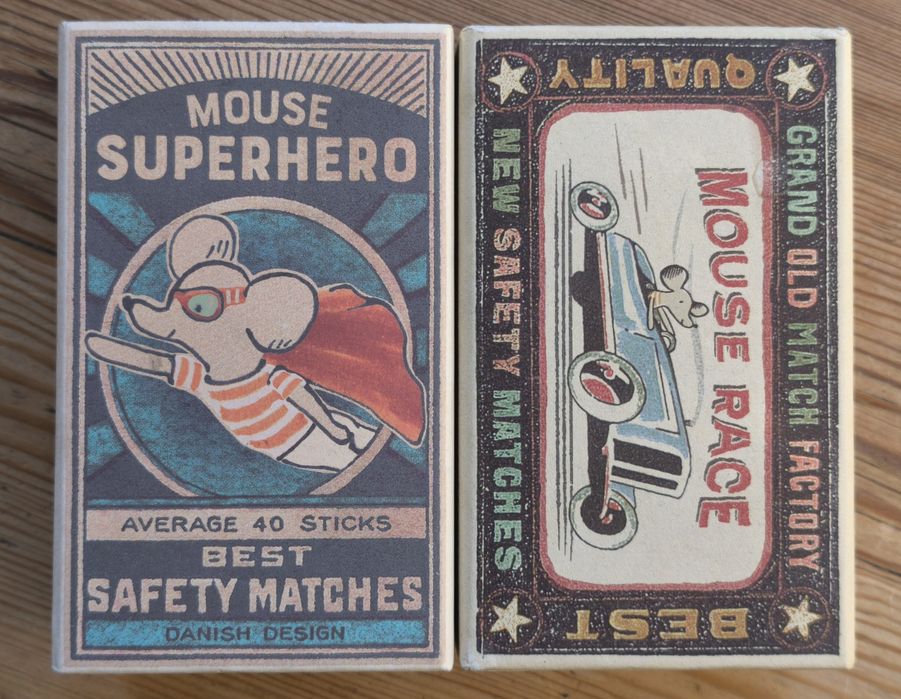 MOUSE
SUPERHERO
AVERAGE 40 STICKS
BEST
SAFETY MATCHES
DANISH DESIGN
GRAND OLD MATCH FACTORY
QUALITY
MOUSE RACE
BEST
NEW SAFETY MATCHES